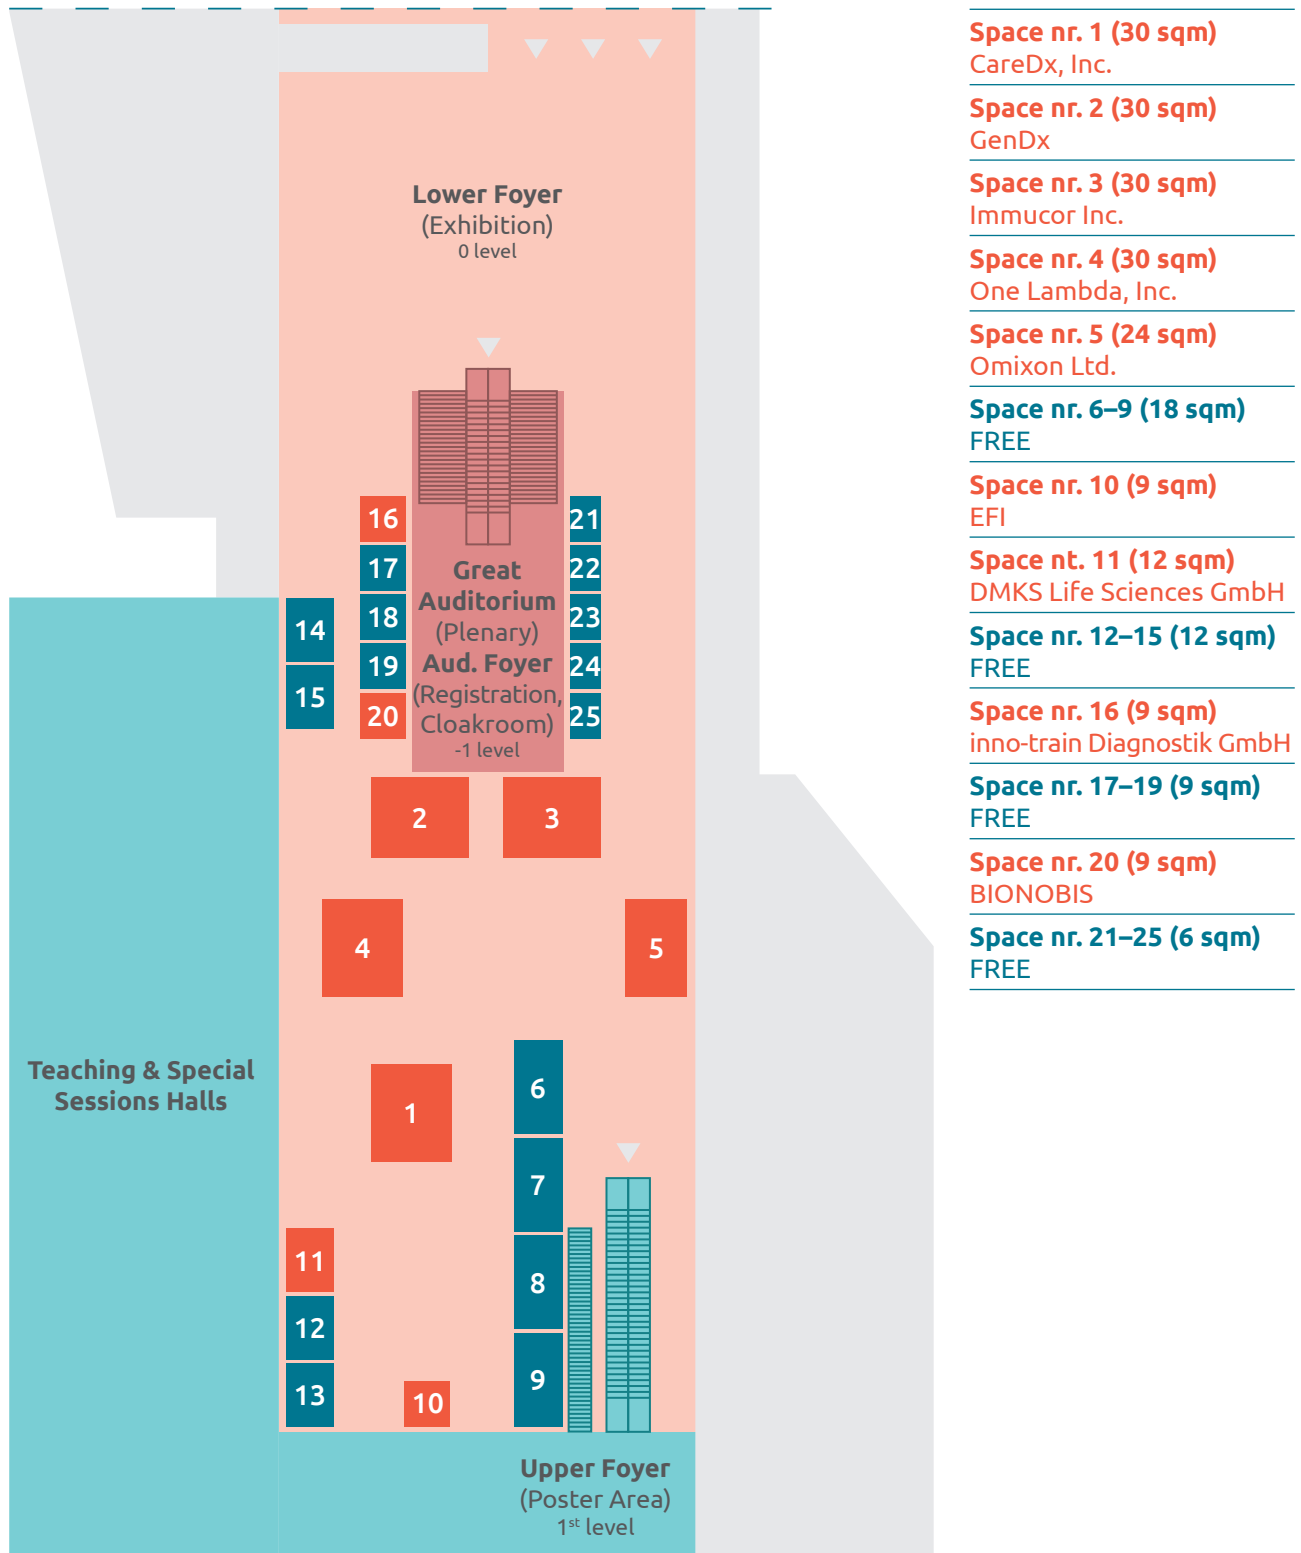 Lower Foyer
(Exhibition)
0 level
16
17
18
19
20
21
22
23
24
25
14
15
Great
Auditorium
(Plenary)
Aud. Foyer
(Registration,
Cloakroom)
-1 level
2
3
4
5
Teaching & Special
Sessions Halls
1
6
7
8
9
11
12
13
10
Upper Foyer
(Poster Area)
1st level
Space nr. 1 (30 sqm)
CareDx, Inc.
Space nr. 2 (30 sqm)
GenDx
Space nr. 3 (30 sqm)
Immucor Inc.
Space nr. 4 (30 sqm)
One Lambda, Inc.
Space nr. 5 (24 sqm)
Omixon Ltd.
Space nr. 6–9 (18 sqm)
FREE
Space nr. 10 (9 sqm)
EFI
Space nt. 11 (12 sqm)
DMKS Life Sciences GmbH
Space nr. 12–15 (12 sqm)
FREE
Space nr. 16 (9 sqm)
inno-train Diagnostik GmbH
Space nr. 17–19 (9 sqm)
FREE
Space nr. 20 (9 sqm)
BIONOBIS
Space nr. 21–25 (6 sqm)
FREE